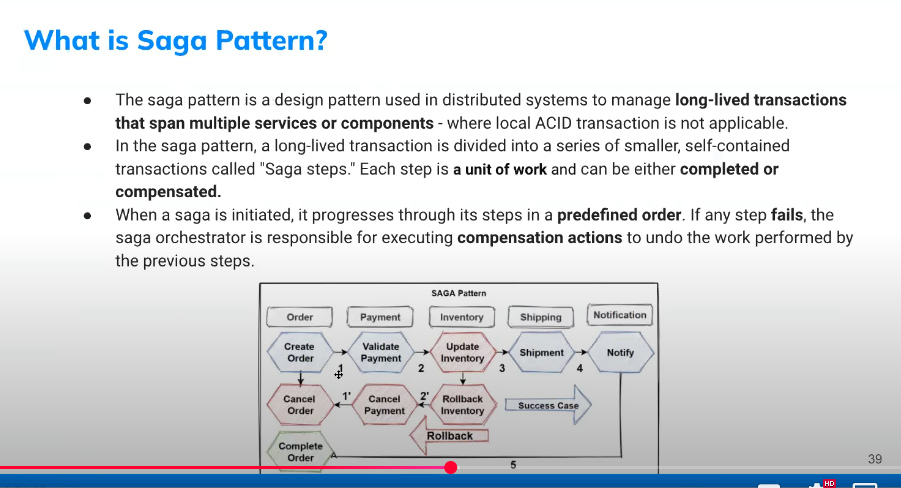 What is Saga Pattern?
● The saga pattern is a design pattern used in distributed systems to manage long-lived transactions
that span multiple services or components - where local ACID transaction is not applicable.
● In the saga pattern, a long-lived transaction is divided into a series of smaller, self-contained
transactions called "Saga steps." Each step is a unit of work and can be either completed or
compensated.
● When a saga is initiated, it progresses through its steps in a predefined order. If any step fails, the
saga orchestrator is responsible for executing compensation actions to undo the work performed by
the previous steps.
SAGA Pattern
Order Payment Inventory Shipping Notification
Create
Order
1
Validate
Payment
2
Update
Inventory
3
Shipment
4
Notify
Cancel
Order
1'
Cancel
Payment
2'
Rollback
Inventory
Success Case
Rollback
Complete
Order
5
39
HD